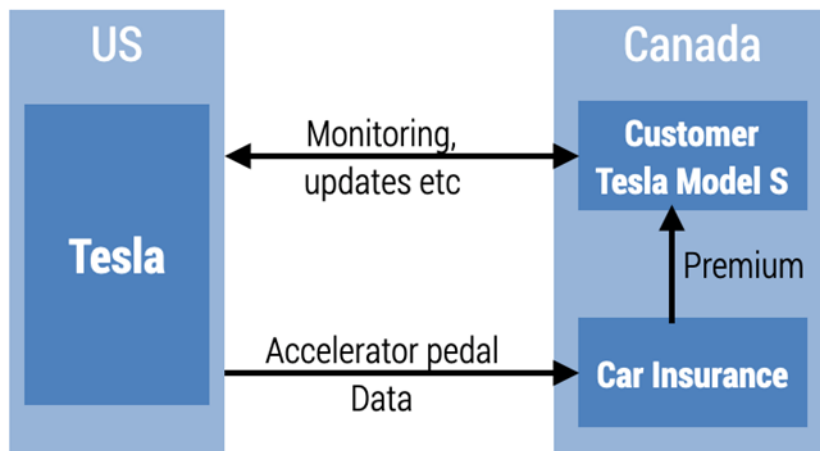 US
Canada
Tesla
Monitoring,
updates etc
Customer
Tesla Model S
Premium
Accelerator pedal
Data
Car Insurance